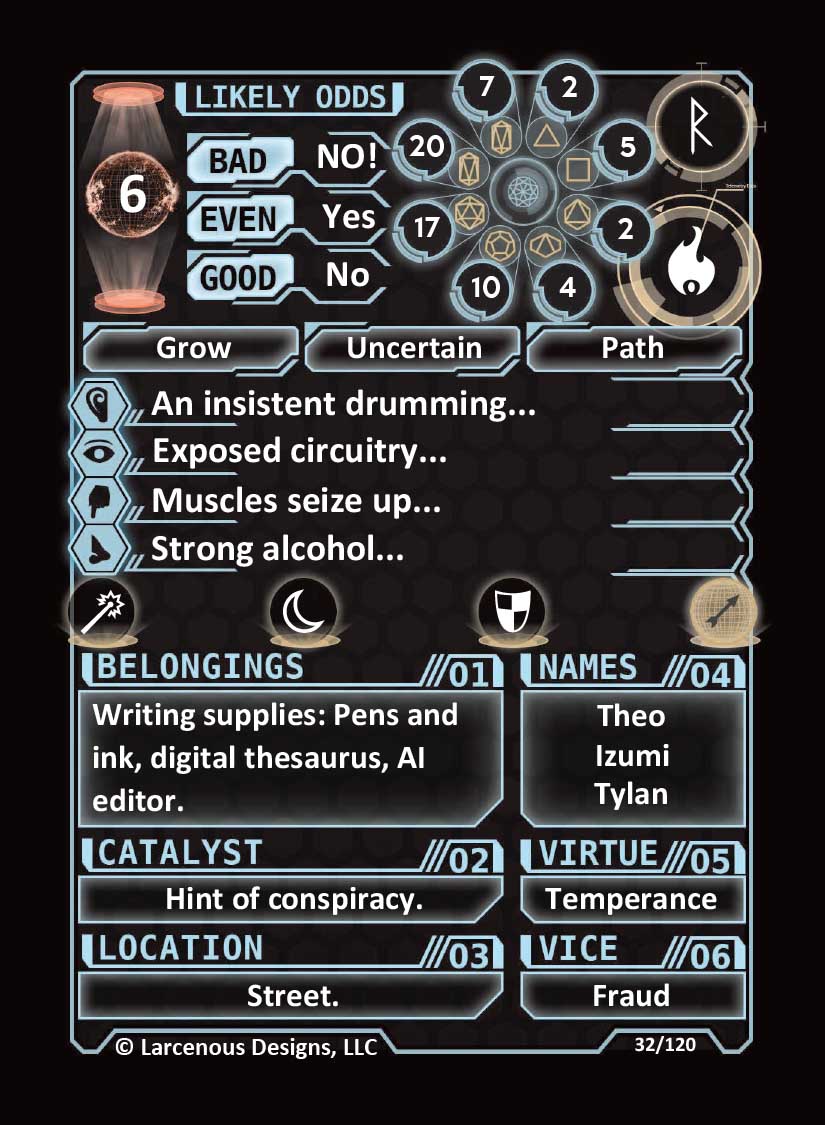 LIKELY ODDS
6
BAD NO!
EVEN Yes
GOOD No
7
2
20
5
17
2
10
4
ᚱ
Grow
Uncertain
Path
An insistent drumming...
Exposed circuitry...
Muscles seize up...
Strong alcohol...
BELONGINGS ///01
Writing supplies: Pens and
ink, digital thesaurus, AI
editor.
NAMES ///04
Theo
Izumi
Tylan
CATALYST ///02
Hint of conspiracy.
VIRTUE ///05
Temperance
LOCATION ///03
Street.
VICE ///06
Fraud
© Larcenous Designs, LLC
32/120